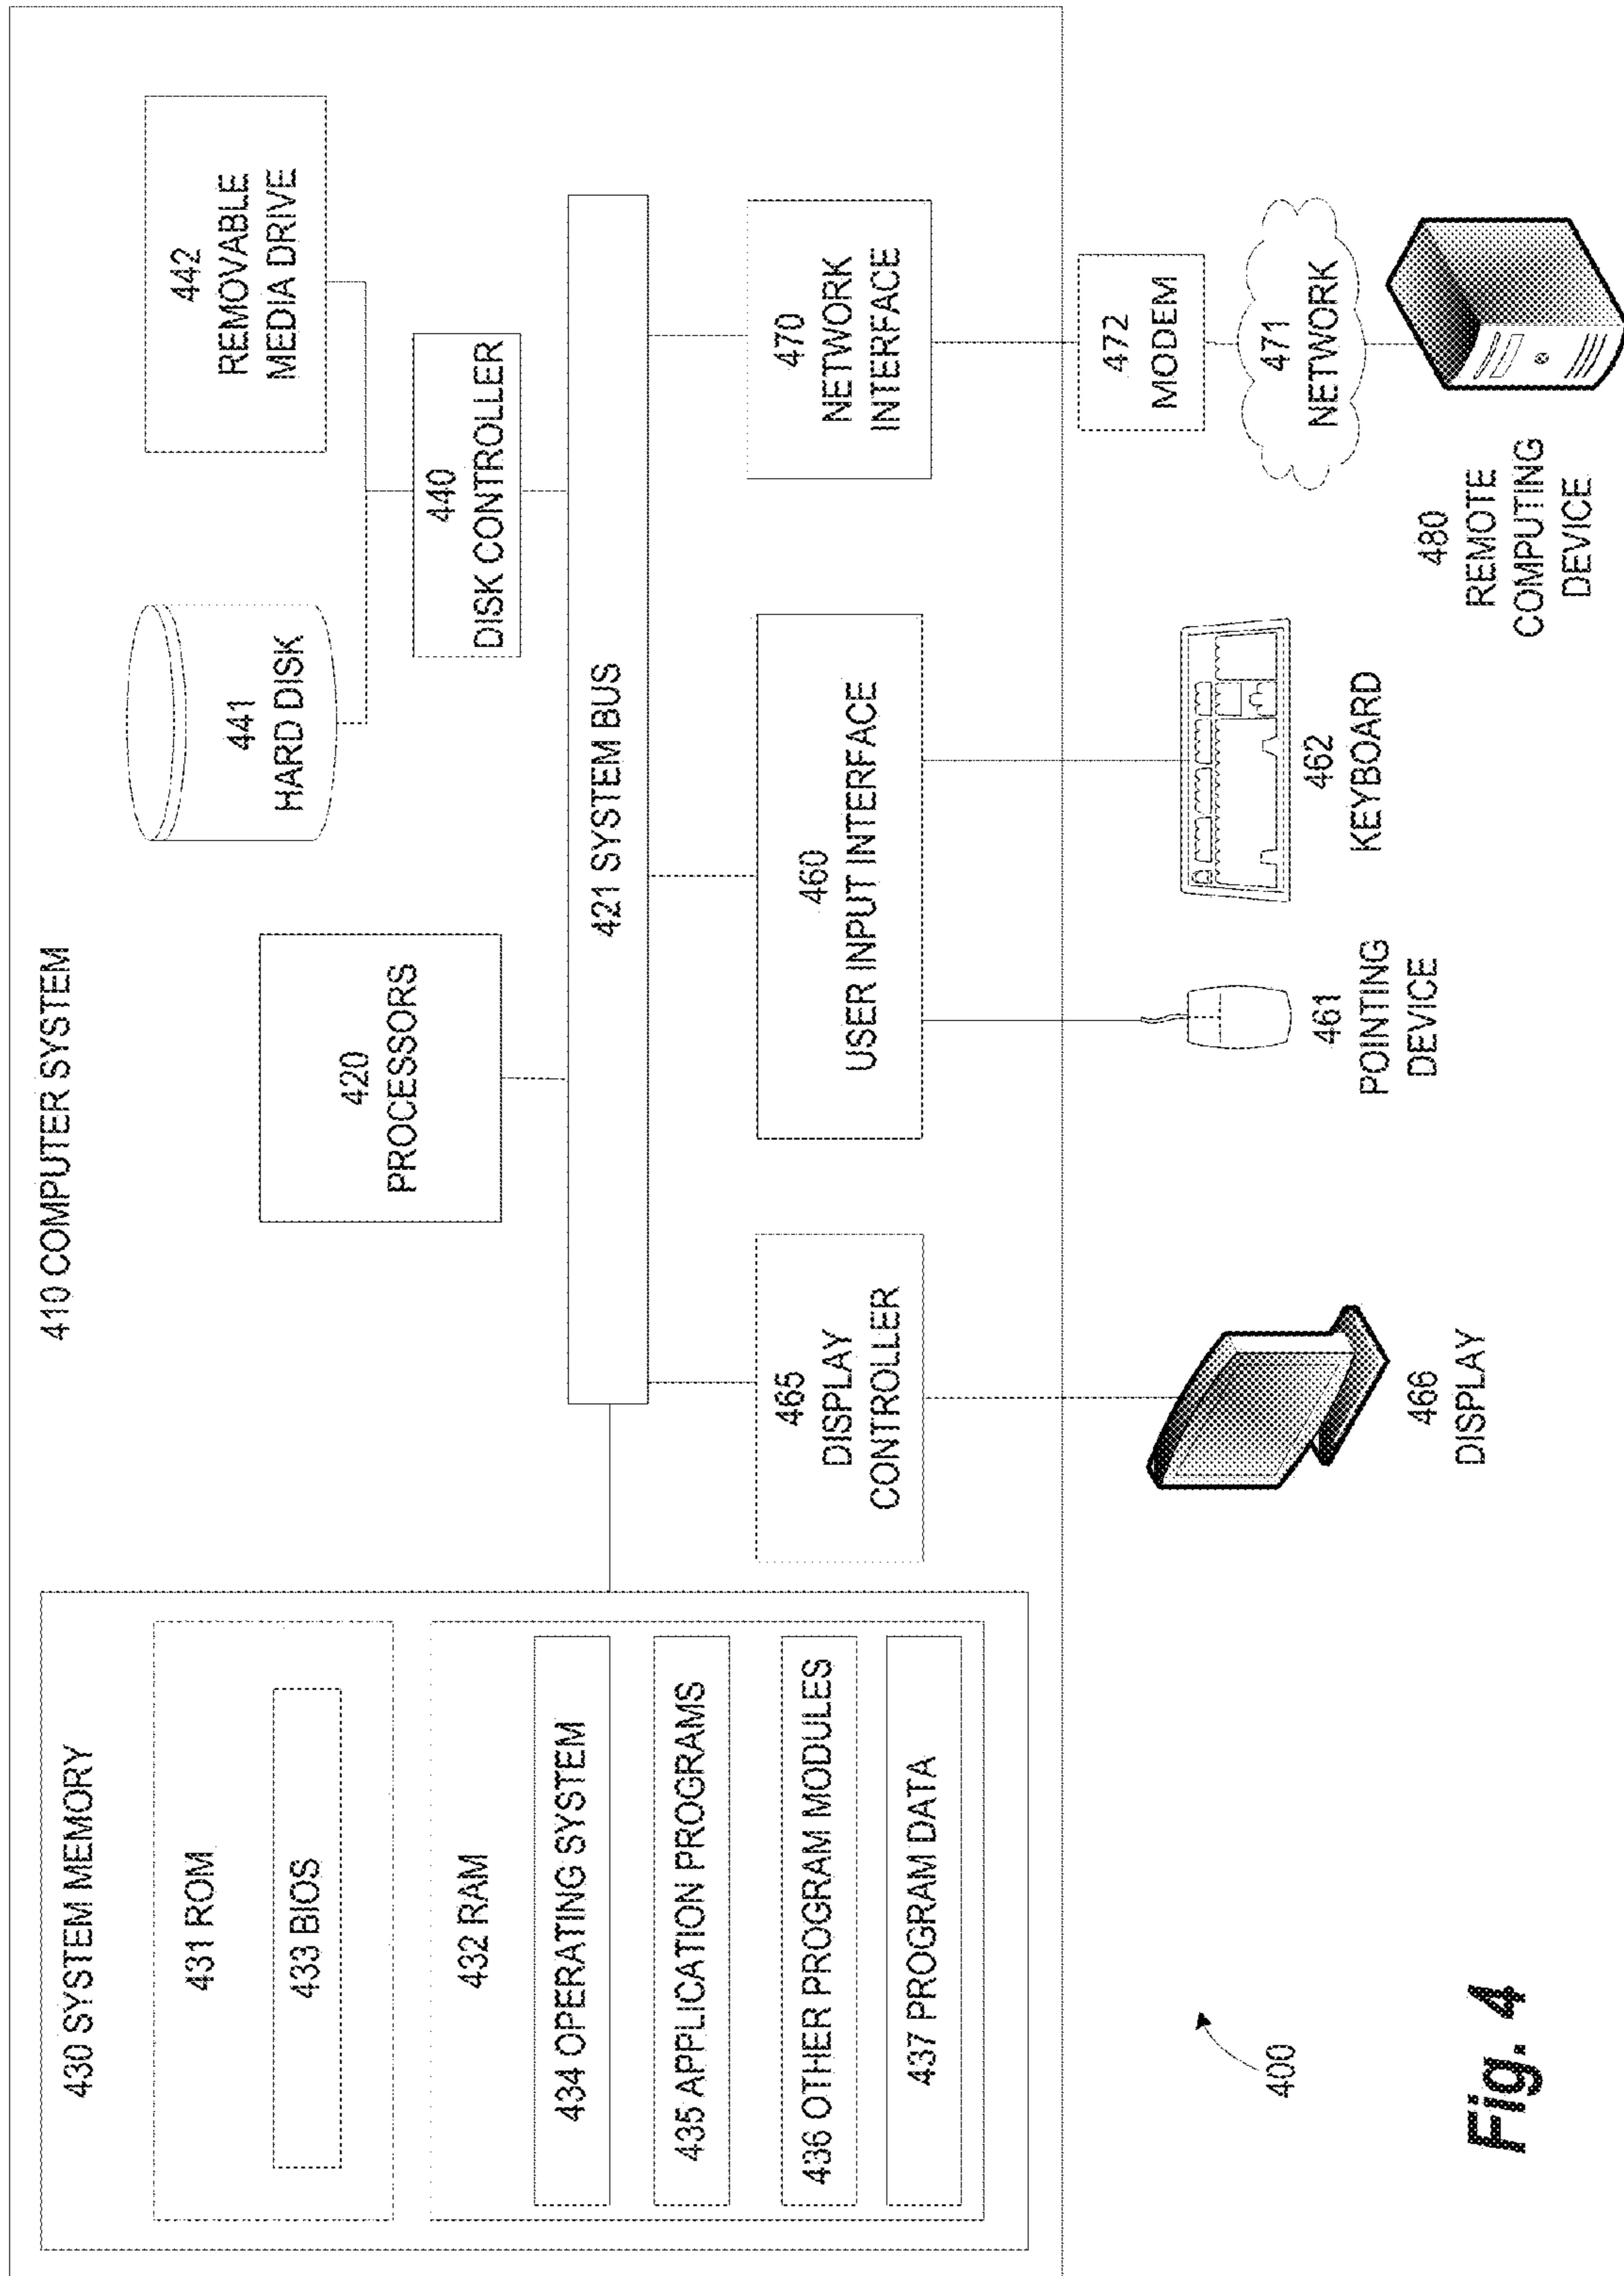 410 COMPUTER SYSTEM
430 SYSTEM MEMORY
431 ROM
433 BIOS
432 RAM
434 OPERATING SYSTEM
435 APPLICATION PROGRAMS
436 OTHER PROGRAM MODULES
437 PROGRAM DATA
420
PROCESSORS
441
HARD DISK
442
REMOVABLE
MEDIA DRIVE
440
DISK CONTROLLER
421 SYSTEM BUS
465
DISPLAY
CONTROLLER
460
USER INPUT INTERFACE
470
NETWORK
INTERFACE
472
MODEM
471
NETWORK
466
DISPLAY
461
POINTING
DEVICE
462
KEYBOARD
480
REMOTE
COMPUTING
DEVICE
400
Fig. 4